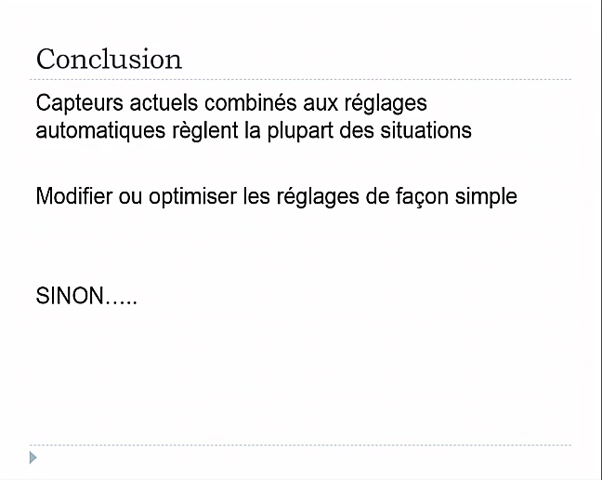 Conclusion
Capteurs actuels combinés aux réglages
automatiques règlent la plupart des situations
Modifier ou optimiser les réglages de façon simple
SINON…..